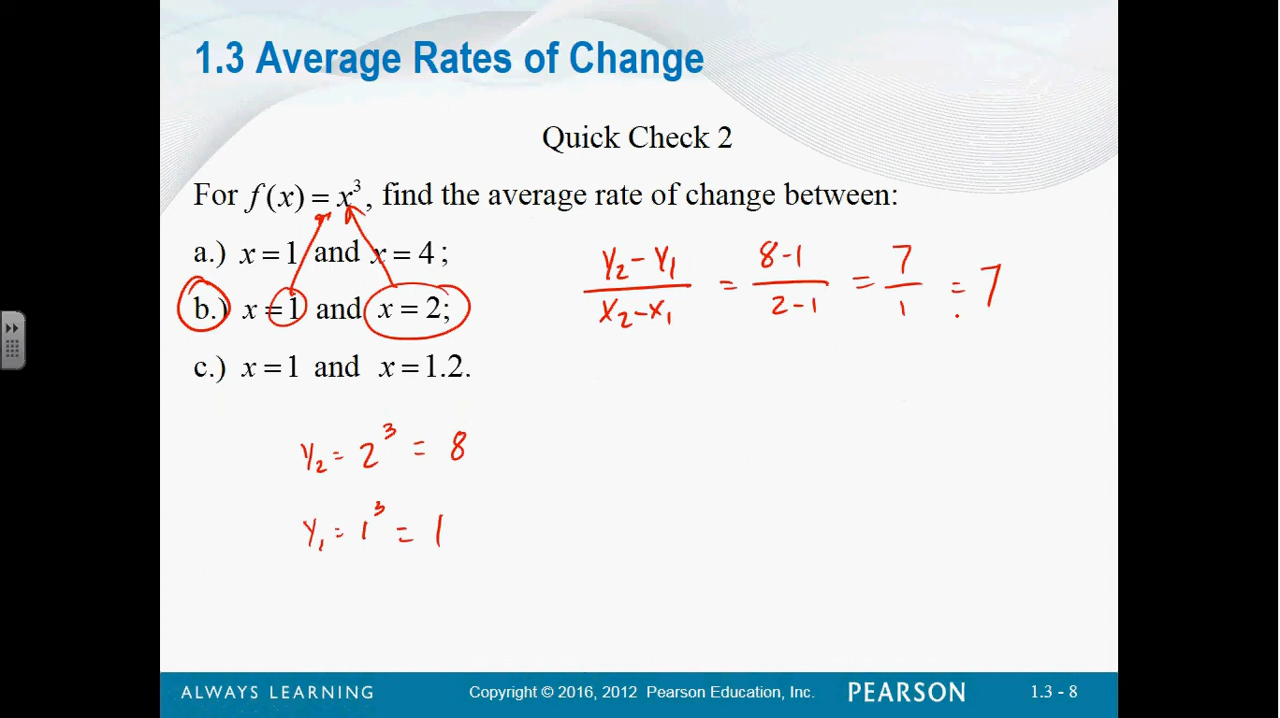 1.3 Average Rates of Change
Quick Check 2
For f(x) = x³, find the average rate of change between:
a.) x = 1 and x = 4;
b.) x = 1 and x = 2;
c.) x = 1 and x = 1.2.
(y₂ - y₁)/(x₂ - x₁) = (8 - 1)/(2 - 1) = 7/1 = 7
y₂ = 2³ = 8
y₁ = 1³ = 1
ALWAYS LEARNING Copyright © 2016, 2012 Pearson Education, Inc. PEARSON 1.3 - 8